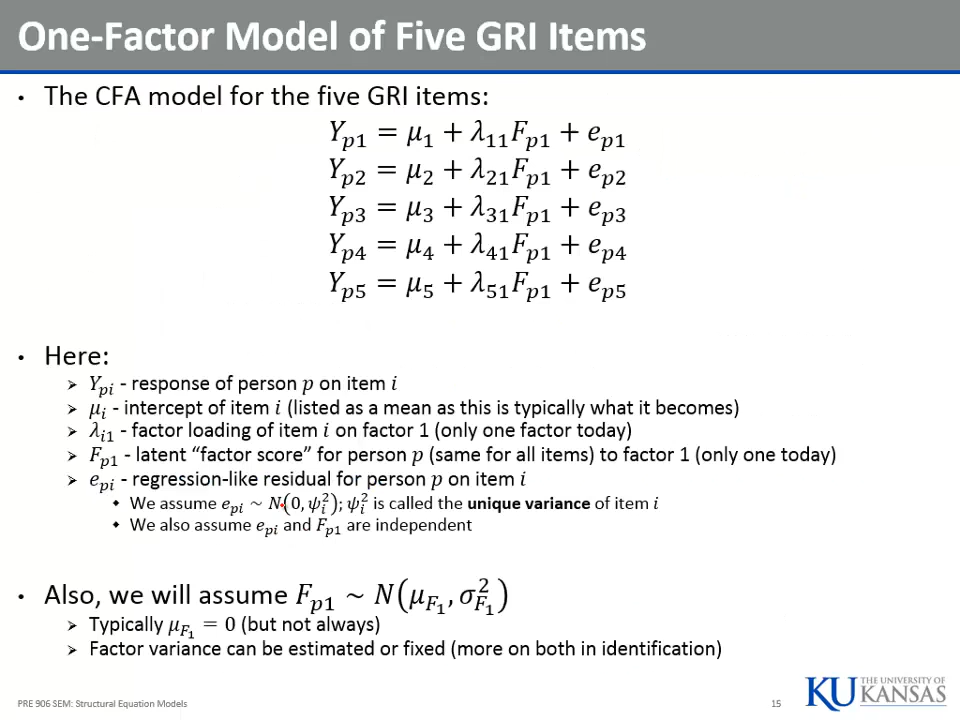 One-Factor Model of Five GRI Items
• The CFA model for the five GRI items:
Y_{p1} = μ_1 + λ_{11}F_{p1} + e_{p1}
Y_{p2} = μ_2 + λ_{21}F_{p1} + e_{p2}
Y_{p3} = μ_3 + λ_{31}F_{p1} + e_{p3}
Y_{p4} = μ_4 + λ_{41}F_{p1} + e_{p4}
Y_{p5} = μ_5 + λ_{51}F_{p1} + e_{p5}
• Here:
➢ Y_{pi} - response of person p on item i
➢ μ_i - intercept of item i (listed as a mean as this is typically what it becomes)
➢ λ_{i1} - factor loading of item i on factor 1 (only one factor today)
➢ F_{p1} - latent “factor score” for person p (same for all items) to factor 1 (only one today)
➢ e_{pi} - regression-like residual for person p on item i
◆ We assume e_{pi} ~ N(0, ψ_i^2); ψ_i^2 is called the unique variance of item i
◆ We also assume e_{pi} and F_{p1} are independent
• Also, we will assume F_{p1} ~ N(μ_{F_1}, σ_{F_1}^2)
➢ Typically μ_{F_1} = 0 (but not always)
➢ Factor variance can be estimated or fixed (more on both in identification)
PRE 906 SEM: Structural Equation Models
15
KU THE UNIVERSITY OF
KANSAS